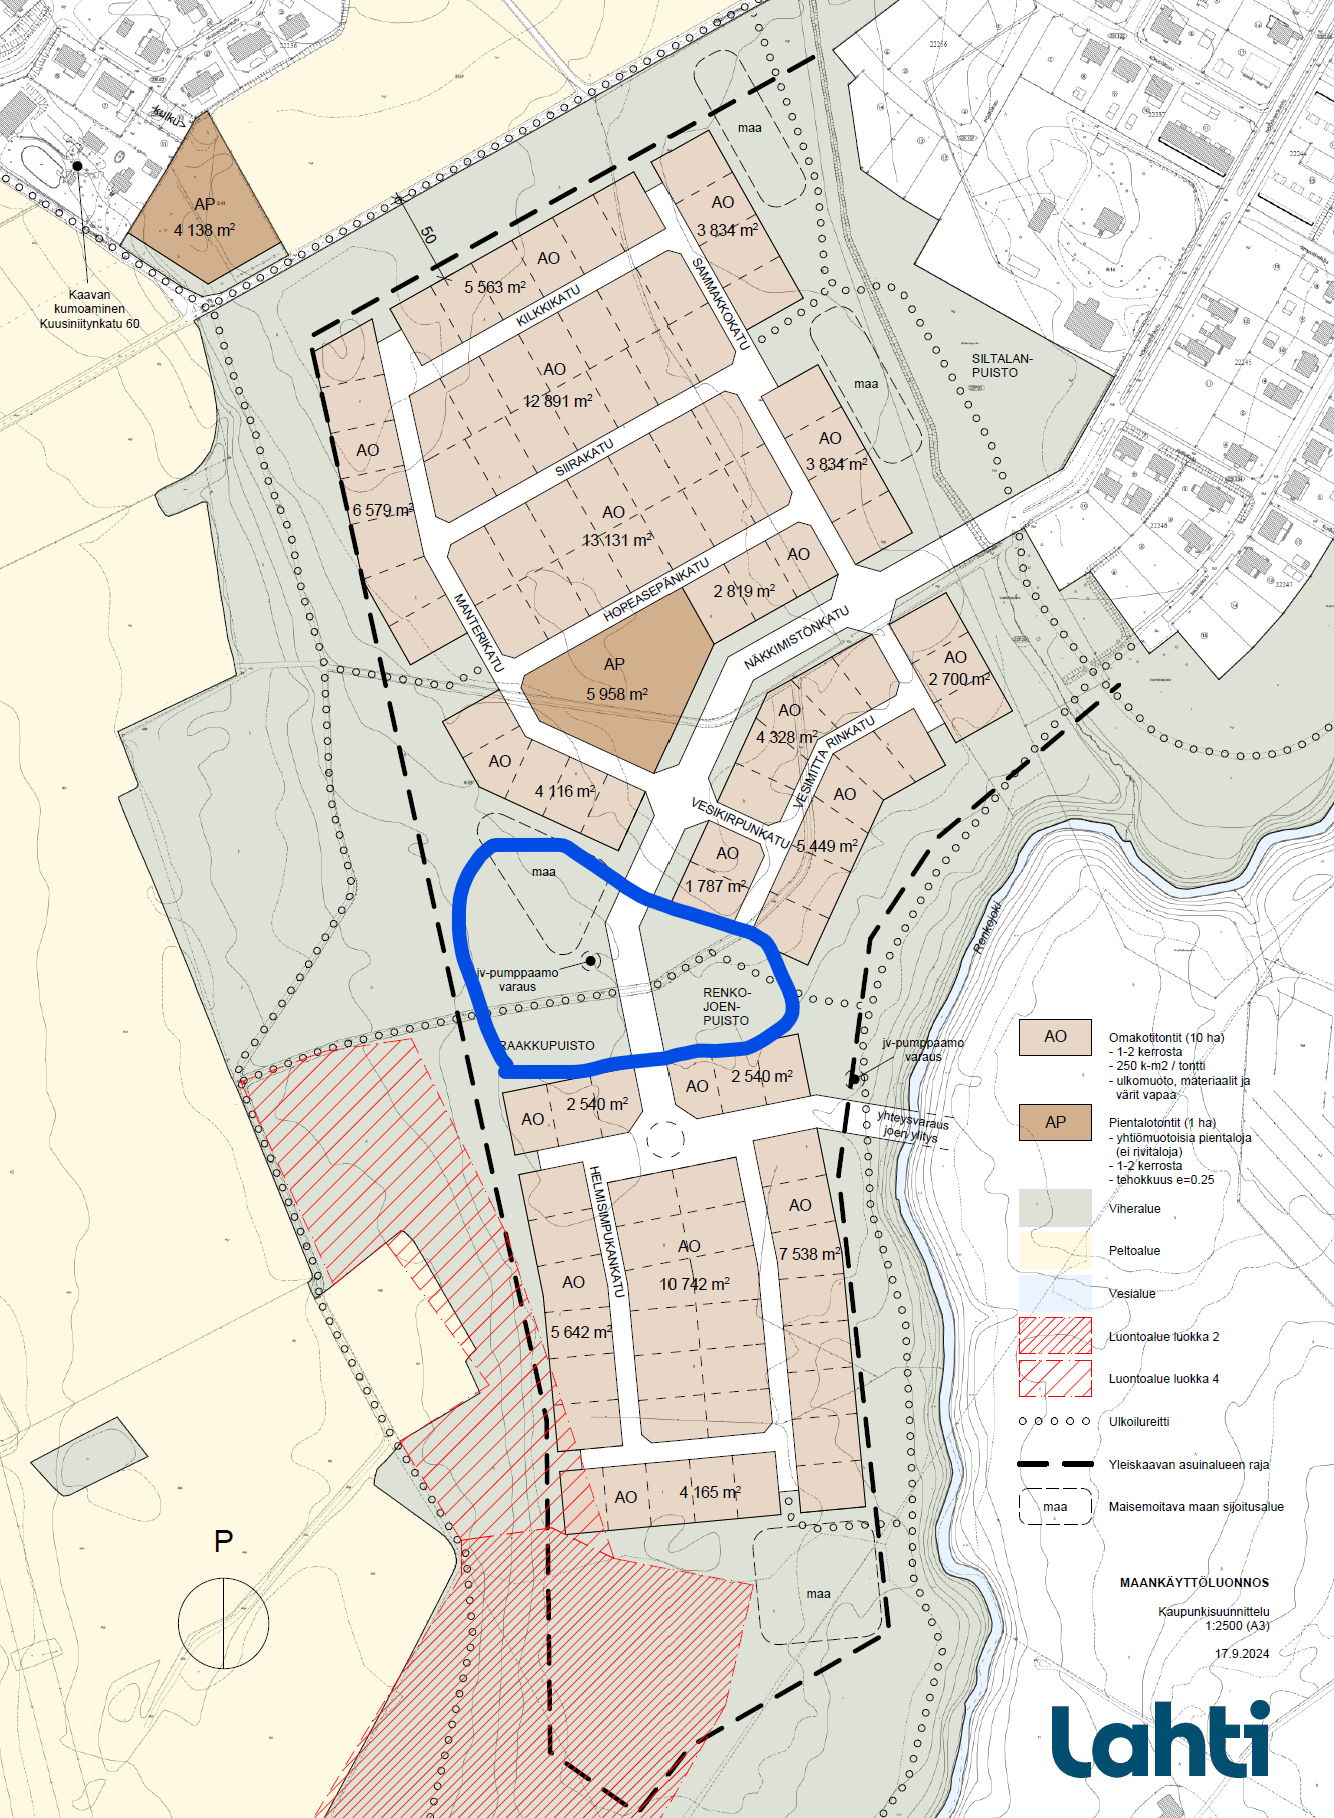 maa
kulku
AP
4 138 m²
50
AO
3 834 m²
AO
5 563 m²
KILKKIKATU
SAMMAKKOKATU
Kaavan
kumoaminen
Kuusiniitynkatu 60
SIILTALAN-
PUISTO
maa
AO
12 891 m²
AO
3 834 m²
AO
6 579 m²
SIIRAKATU
AO
13 131 m²
AO
2 819 m²
HOPEASEPÄNKATU
MANTERIKATU
NÄKKIMISTÖNKATU
AP
5 958 m²
AO
2 700 m²
AO
4 328 m²
VESIMITTA
RINKATU
AO
4 116 m²
AO
5 449 m²
VESIKIRPUNKATU
AO
1 787 m²
maa
Renkojoki
jv-pumppaamo
varaus
RENKO-
JOEN-
PUISTO
RAAKKUPUISTO
jv-pumppaamo
varaus
AO
2 540 m²
AO
2 540 m²
yhteysvaraus
joen ylitys
HELMISIMPUKANKATU
AO
7 538 m²
AO
10 742 m²
AO
5 642 m²
AO
4 165 m²
maa
P
AO
Omakotitontit (10 ha)
- 1-2 kerrosta
- 250 k-m2 / tontti
- ulkomuoto, materiaalit ja
värit vapaa
AP
Pientalotontit (1 ha)
- yhtiömuotoisia pientaloja
(ei rivitaloja)
- 1-2 kerrosta
- tehokkuus e=0.25
Viheralue
Peltoalue
Vesialue
Luontoalue luokka 2
Luontoalue luokka 4
Ulkoilureitti
Yleiskaavan asuinalueen raja
maa
Maisemoitava maan sijoitusalue
MAANKÄYTTÖLUONNOS
Kaupunkisuunnittelu
1:2500 (A3)
17.9.2024
Lahti